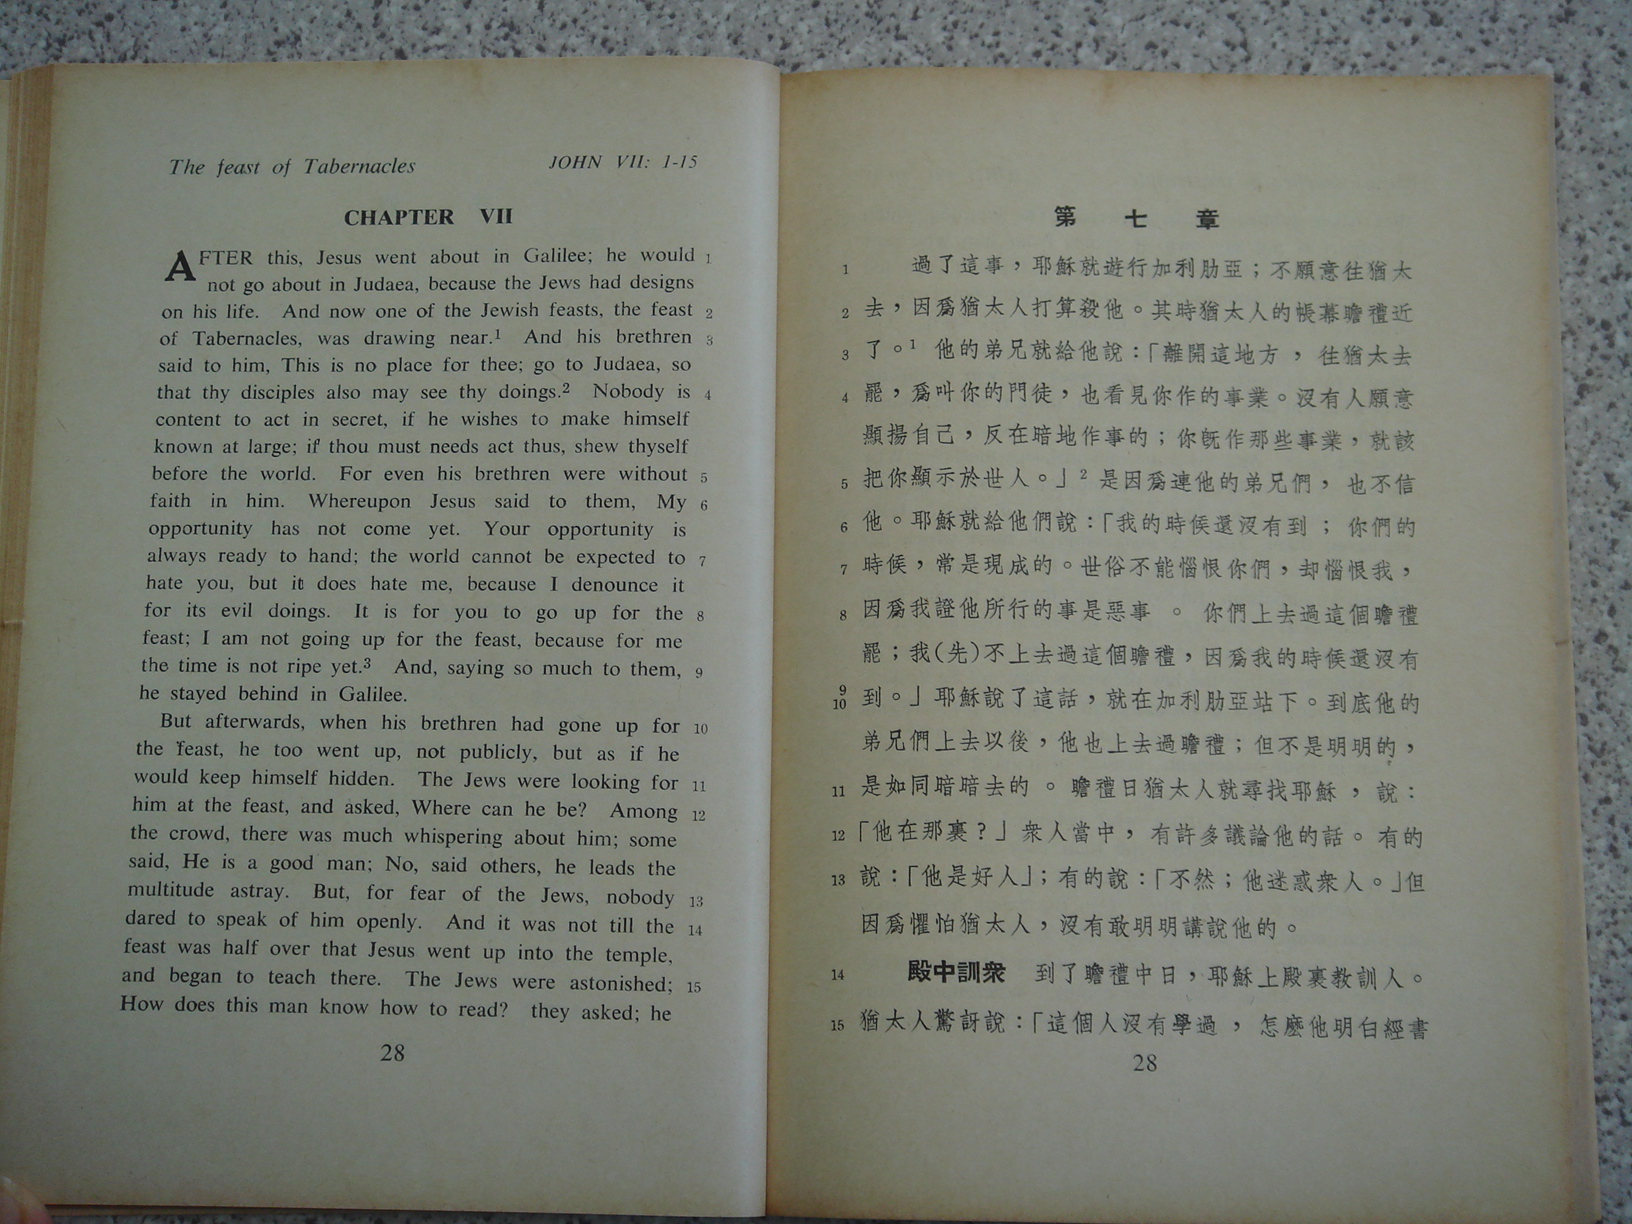 The feast of Tabernacles JOHN VII: 1-15
CHAPTER VII
AFTER this, Jesus went about in Galilee; he would 1
not go about in Judaea, because the Jews had designs
on his life. And now one of the Jewish feasts, the feast 2
of Tabernacles, was drawing near.¹ And his brethren 3
said to him, This is no place for thee; go to Judaea, so
that thy disciples also may see thy doings.² Nobody is 4
content to act in secret, if he wishes to make himself
known at large; if thou must needs act thus, shew thyself
before the world. For even his brethren were without 5
faith in him. Whereupon Jesus said to them, My 6
opportunity has not come yet. Your opportunity is
always ready to hand; the world cannot be expected to 7
hate you, but it does hate me, because I denounce it
for its evil doings. It is for you to go up for the 8
feast; I am not going up for the feast, because for me
the time is not ripe yet.³ And, saying so much to them, 9
he stayed behind in Galilee.
But afterwards, when his brethren had gone up for 10
the feast, he too went up, not publicly, but as if he
would keep himself hidden. The Jews were looking for 11
him at the feast, and asked, Where can he be? Among 12
the crowd, there was much whispering about him; some
said, He is a good man; No, said others, he leads the
multitude astray. But, for fear of the Jews, nobody 13
dared to speak of him openly. And it was not till the 14
feast was half over that Jesus went up into the temple,
and began to teach there. The Jews were astonished; 15
How does this man know how to read? they asked; he
28
第七章
1 過了這事，耶穌就遊行加利肋亞；不願意往猶太
2 去，因爲猶太人打算殺他。其時猶太人的帳幕瞻禮近
3 了。¹ 他的弟兄就給他說：「離開這地方，往猶太去
4 罷，爲叫你的門徒，也看見你作的事業。沒有人願意
顯揚自己，反在暗地作事的；你旣作那些事業，就該
5 把你顯示於世人。」² 是因爲連他的弟兄們，也不信
6 他。耶穌就給他們說：「我的時候還沒有到；你們的
7 時候，常是現成的。世俗不能惱恨你們，却惱恨我，
8 因爲我證他所行的事是惡事。你們上去過這個瞻禮
罷；我(先)不上去過這個瞻禮，因爲我的時候還沒有
9 10 到。」耶穌說了這話，就在加利肋亞站下。到底他的
弟兄們上去以後，他也上去過瞻禮；但不是明明的，
11 是如同暗暗去的。瞻禮日猶太人就尋找耶穌，說：
12 「他在那裏？」衆人當中，有許多議論他的話。有的
13 說：「他是好人」；有的說：「不然；他迷惑衆人。」但
因爲懼怕猶太人，沒有敢明明講說他的。
14 殿中訓衆 到了瞻禮中日，耶穌上殿裏教訓人。
15 猶太人驚訝說：「這個人沒有學過，怎麼他明白經書
28